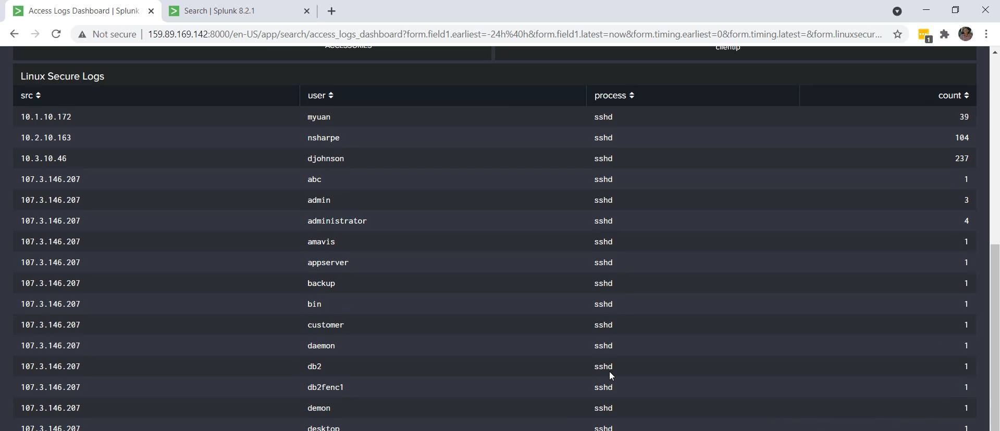 Access Logs Dashboard | Splunk
Search | Splunk 8.2.1
Not secure | 159.89.169.142:8000/en-US/app/search/access_logs_dashboard?form.field1.earliest=-24h%40h&form.field1.latest=now&form.timing.earliest=0&form.timing.latest=&form.linuxsecur...
1
ACCESSORIES
clientip
Linux Secure Logs
src user process count
10.1.10.172 myuan sshd 39
10.2.10.163 nsharpe sshd 104
10.3.10.46 djohnson sshd 237
107.3.146.207 abc sshd 1
107.3.146.207 admin sshd 3
107.3.146.207 administrator sshd 4
107.3.146.207 amavis sshd 1
107.3.146.207 appserver sshd 1
107.3.146.207 backup sshd 1
107.3.146.207 bin sshd 1
107.3.146.207 customer sshd 1
107.3.146.207 daemon sshd 1
107.3.146.207 db2 sshd 1
107.3.146.207 db2fenc1 sshd 1
107.3.146.207 demon sshd 1
107.3.146.207 desktop sshd 1